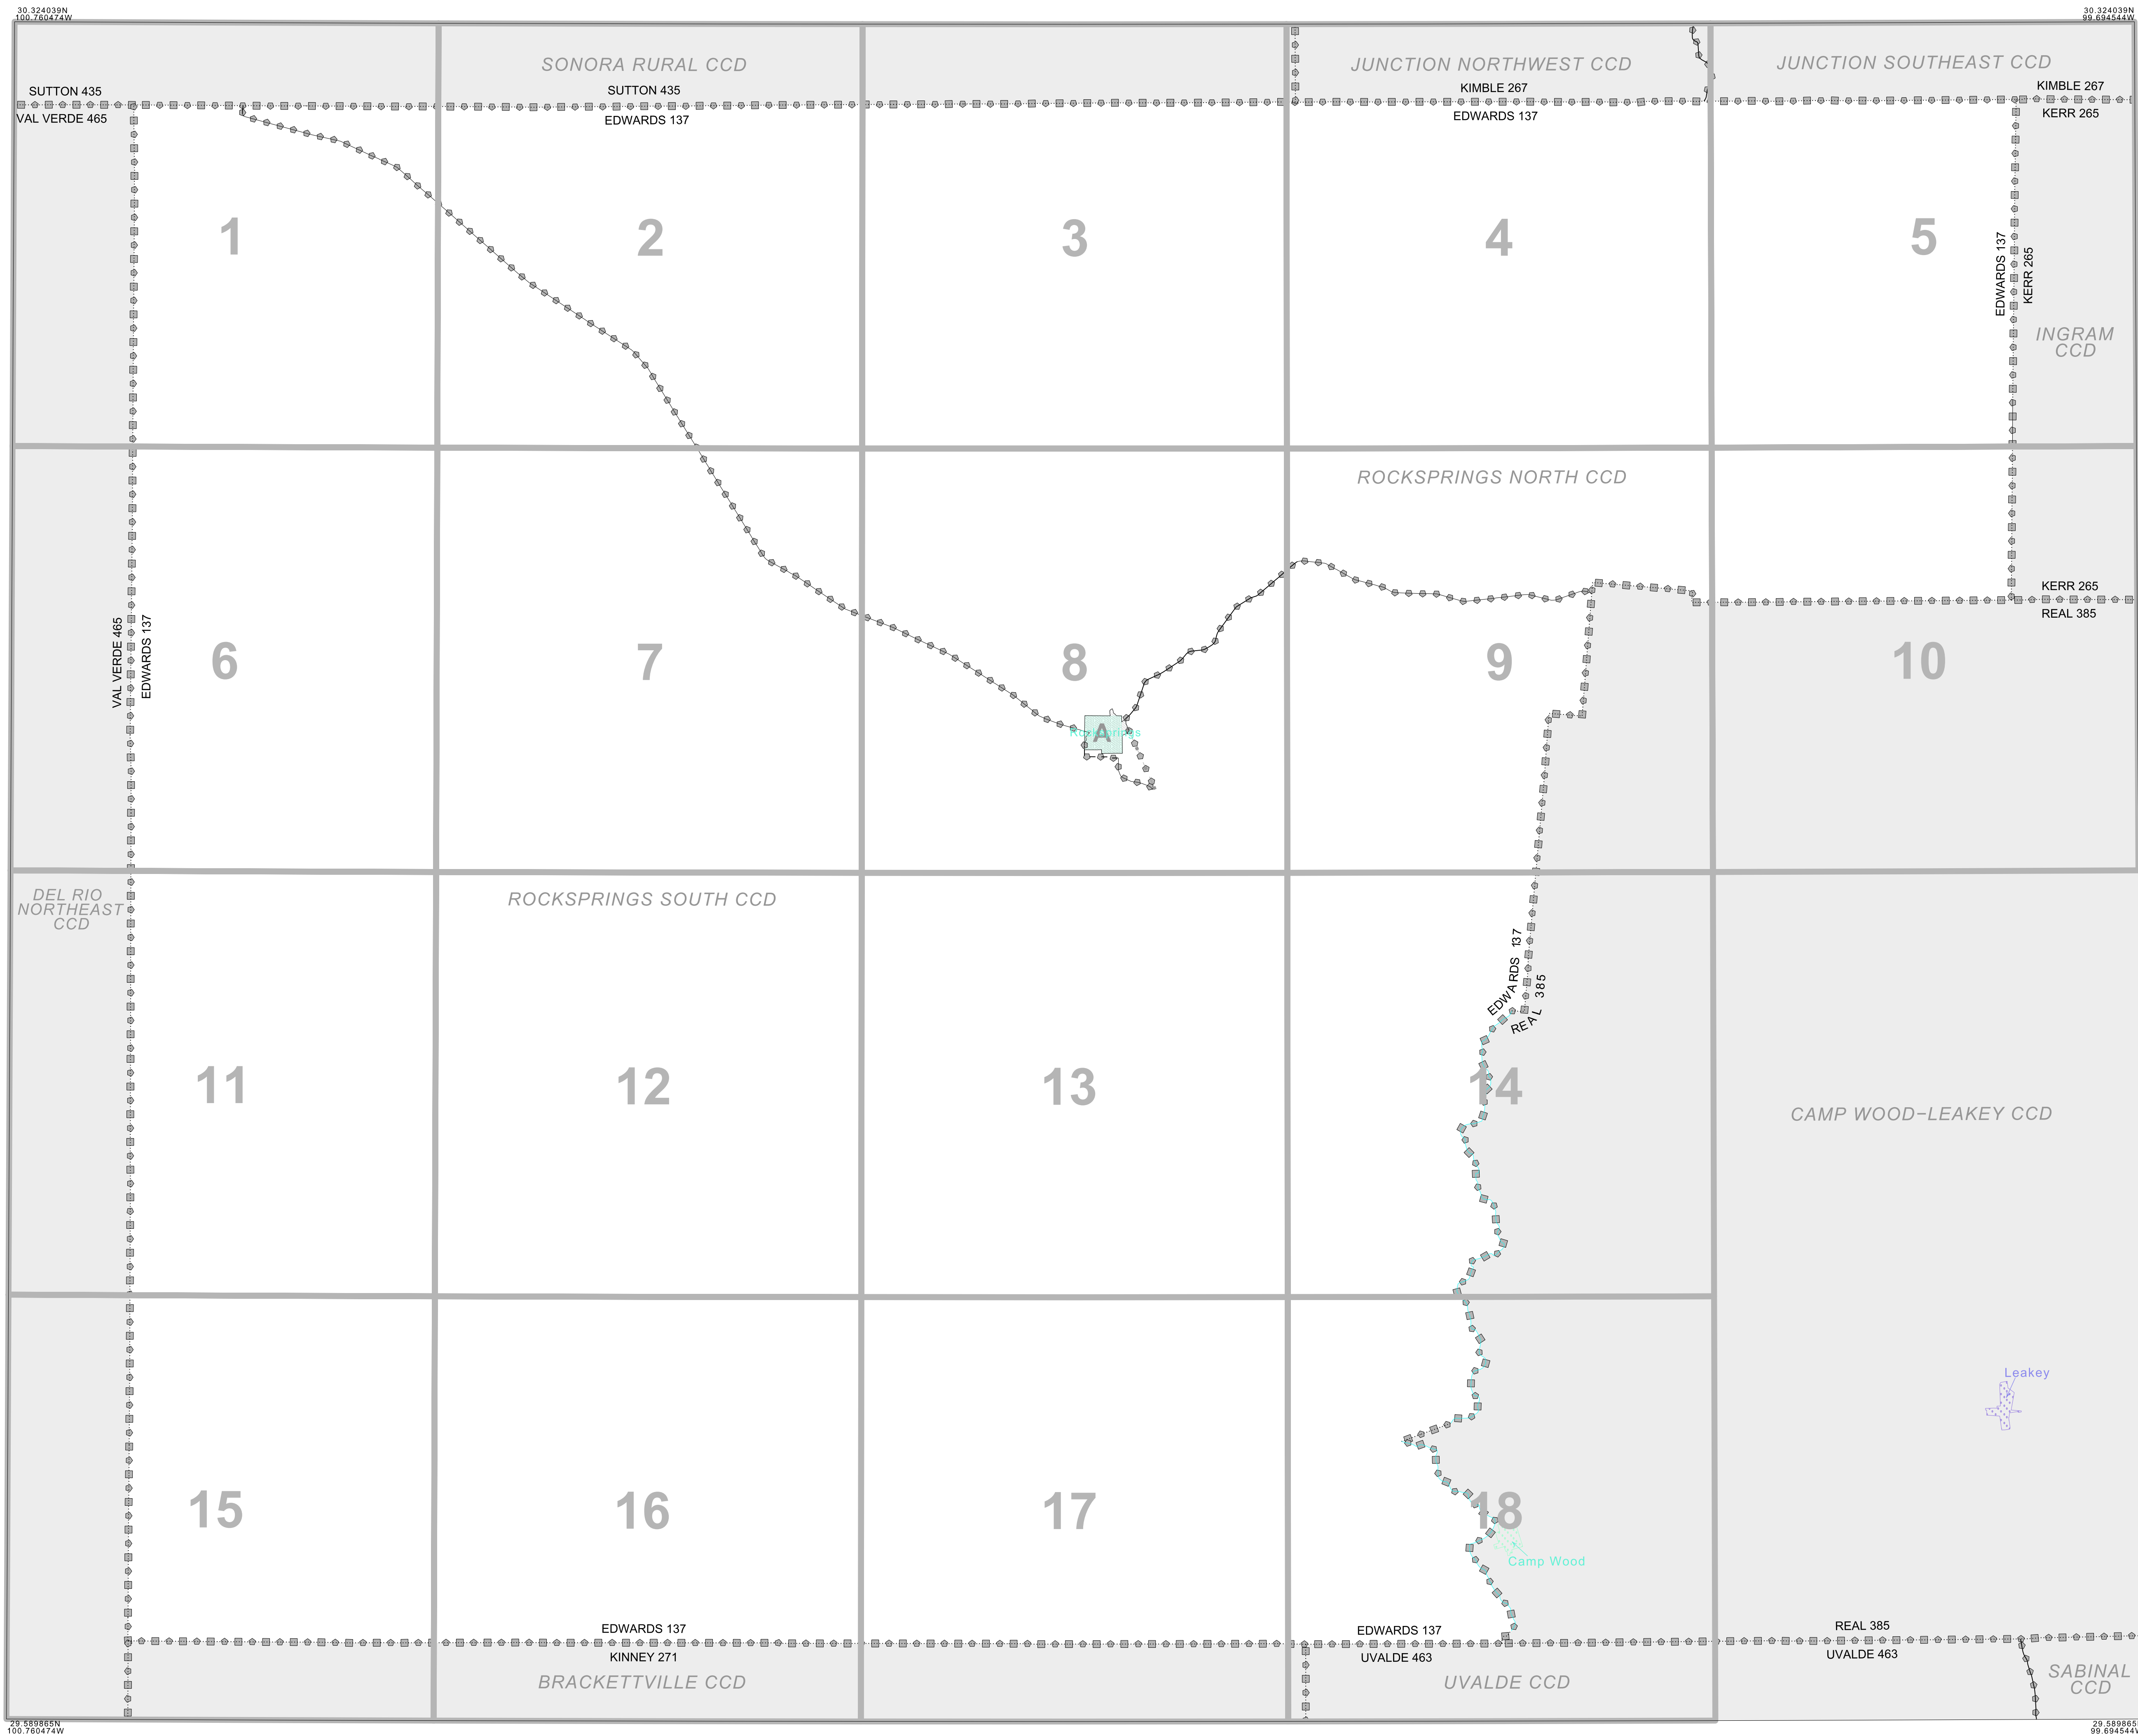 30.324039N
100.760474W
30.324039N
99.694544W
SONORA RURAL CCD
JUNCTION NORTHWEST CCD
JUNCTION SOUTHEAST CCD
SUTTON 435
VAL VERDE 465
SUTTON 435
EDWARDS 137
KIMBLE 267
EDWARDS 137
KIMBLE 267
KERR 265
1
2
3
4
5
EDWARDS 137
KERR 265
INGRAM
CCD
ROCKSPRINGS NORTH CCD
KERR 265
REAL 385
VAL VERDE 465
EDWARDS 137
6
7
8
9
10
A
Rocksprings
DEL RIO
NORTHEAST
CCD
ROCKSPRINGS SOUTH CCD
EDWARDS 137
REAL 385
11
12
13
14
CAMP WOOD-LEAKEY CCD
Leakey
15
16
17
18
Camp Wood
EDWARDS 137
KINNEY 271
EDWARDS 137
UVALDE 463
REAL 385
UVALDE 463
BRACKETTVILLE CCD
UVALDE CCD
SABINAL
CCD
29.589865N
100.760474W
29.589865N
99.694544W